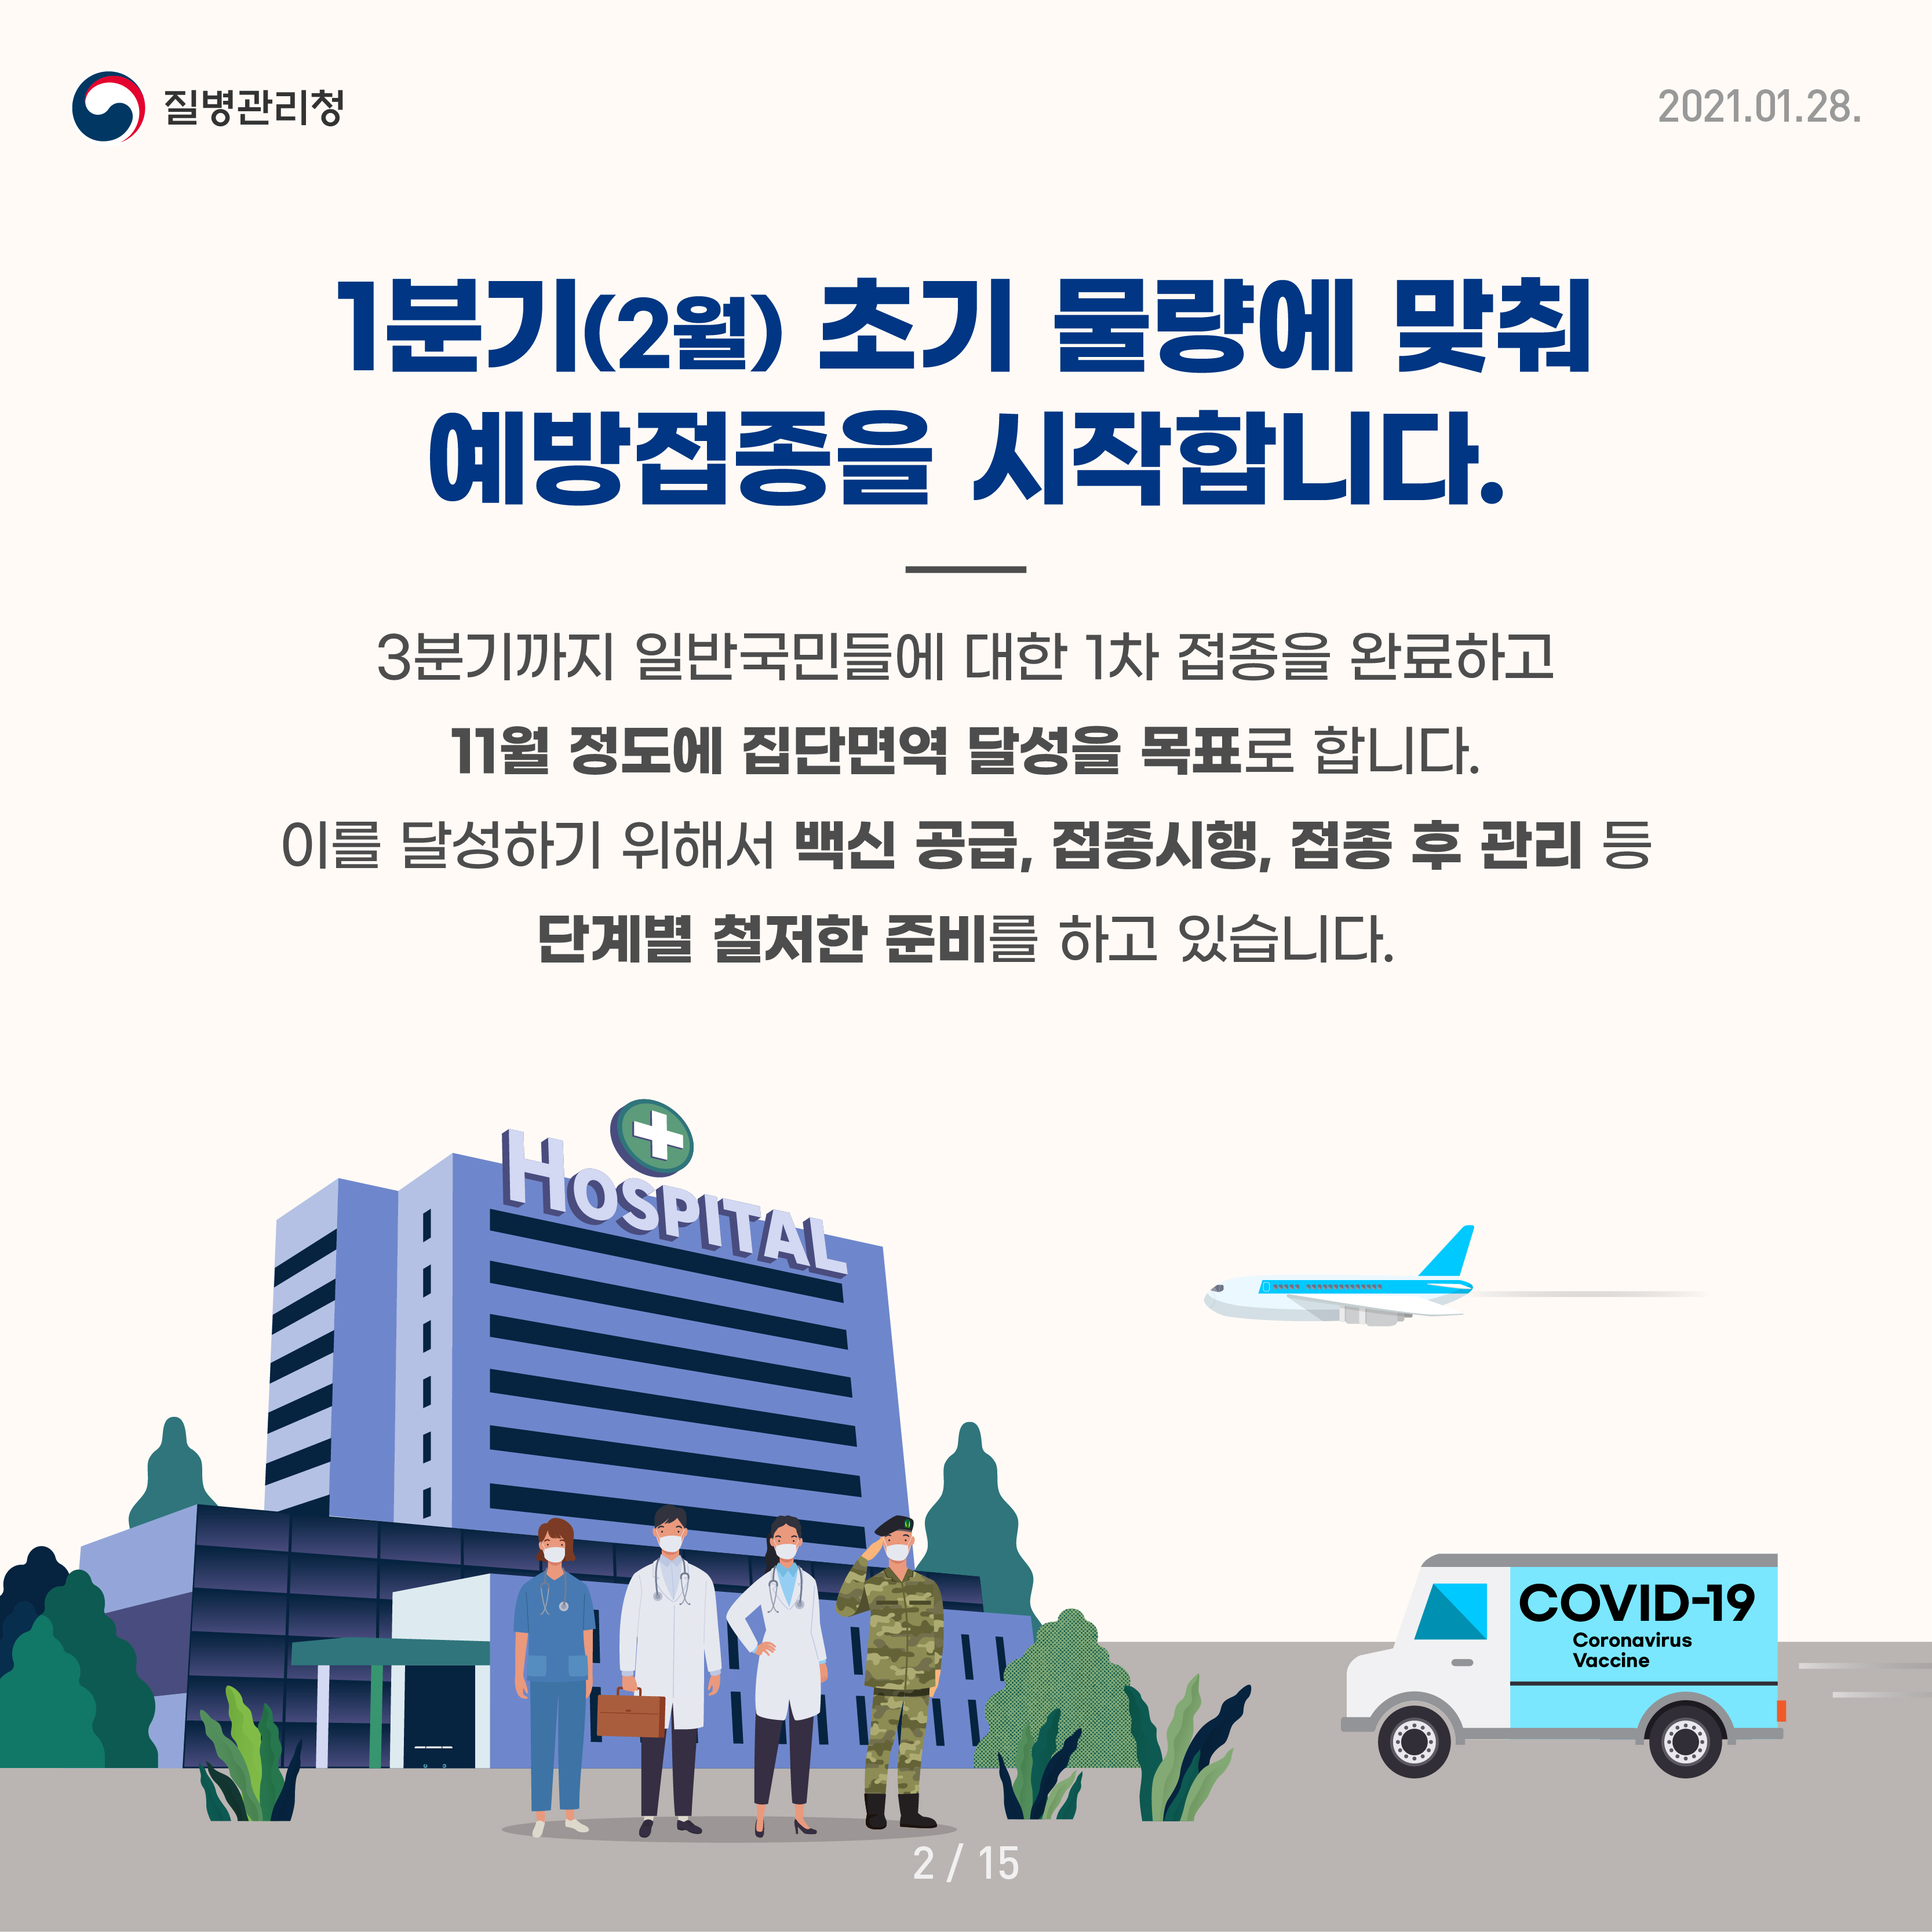 질병관리청
2021.01.28.
1분기(2월) 초기 물량에 맞춰
예방접종을 시작합니다.
3분기까지 일반국민들에 대한 1차 접종을 완료하고
11월 정도에 집단면역 달성을 목표로 합니다.
이를 달성하기 위해서 백신 공급, 접종시행, 접종 후 관리 등
단계별 철저한 준비를 하고 있습니다.
HOSPITAL
COVID-19
Coronavirus
Vaccine
2 / 15